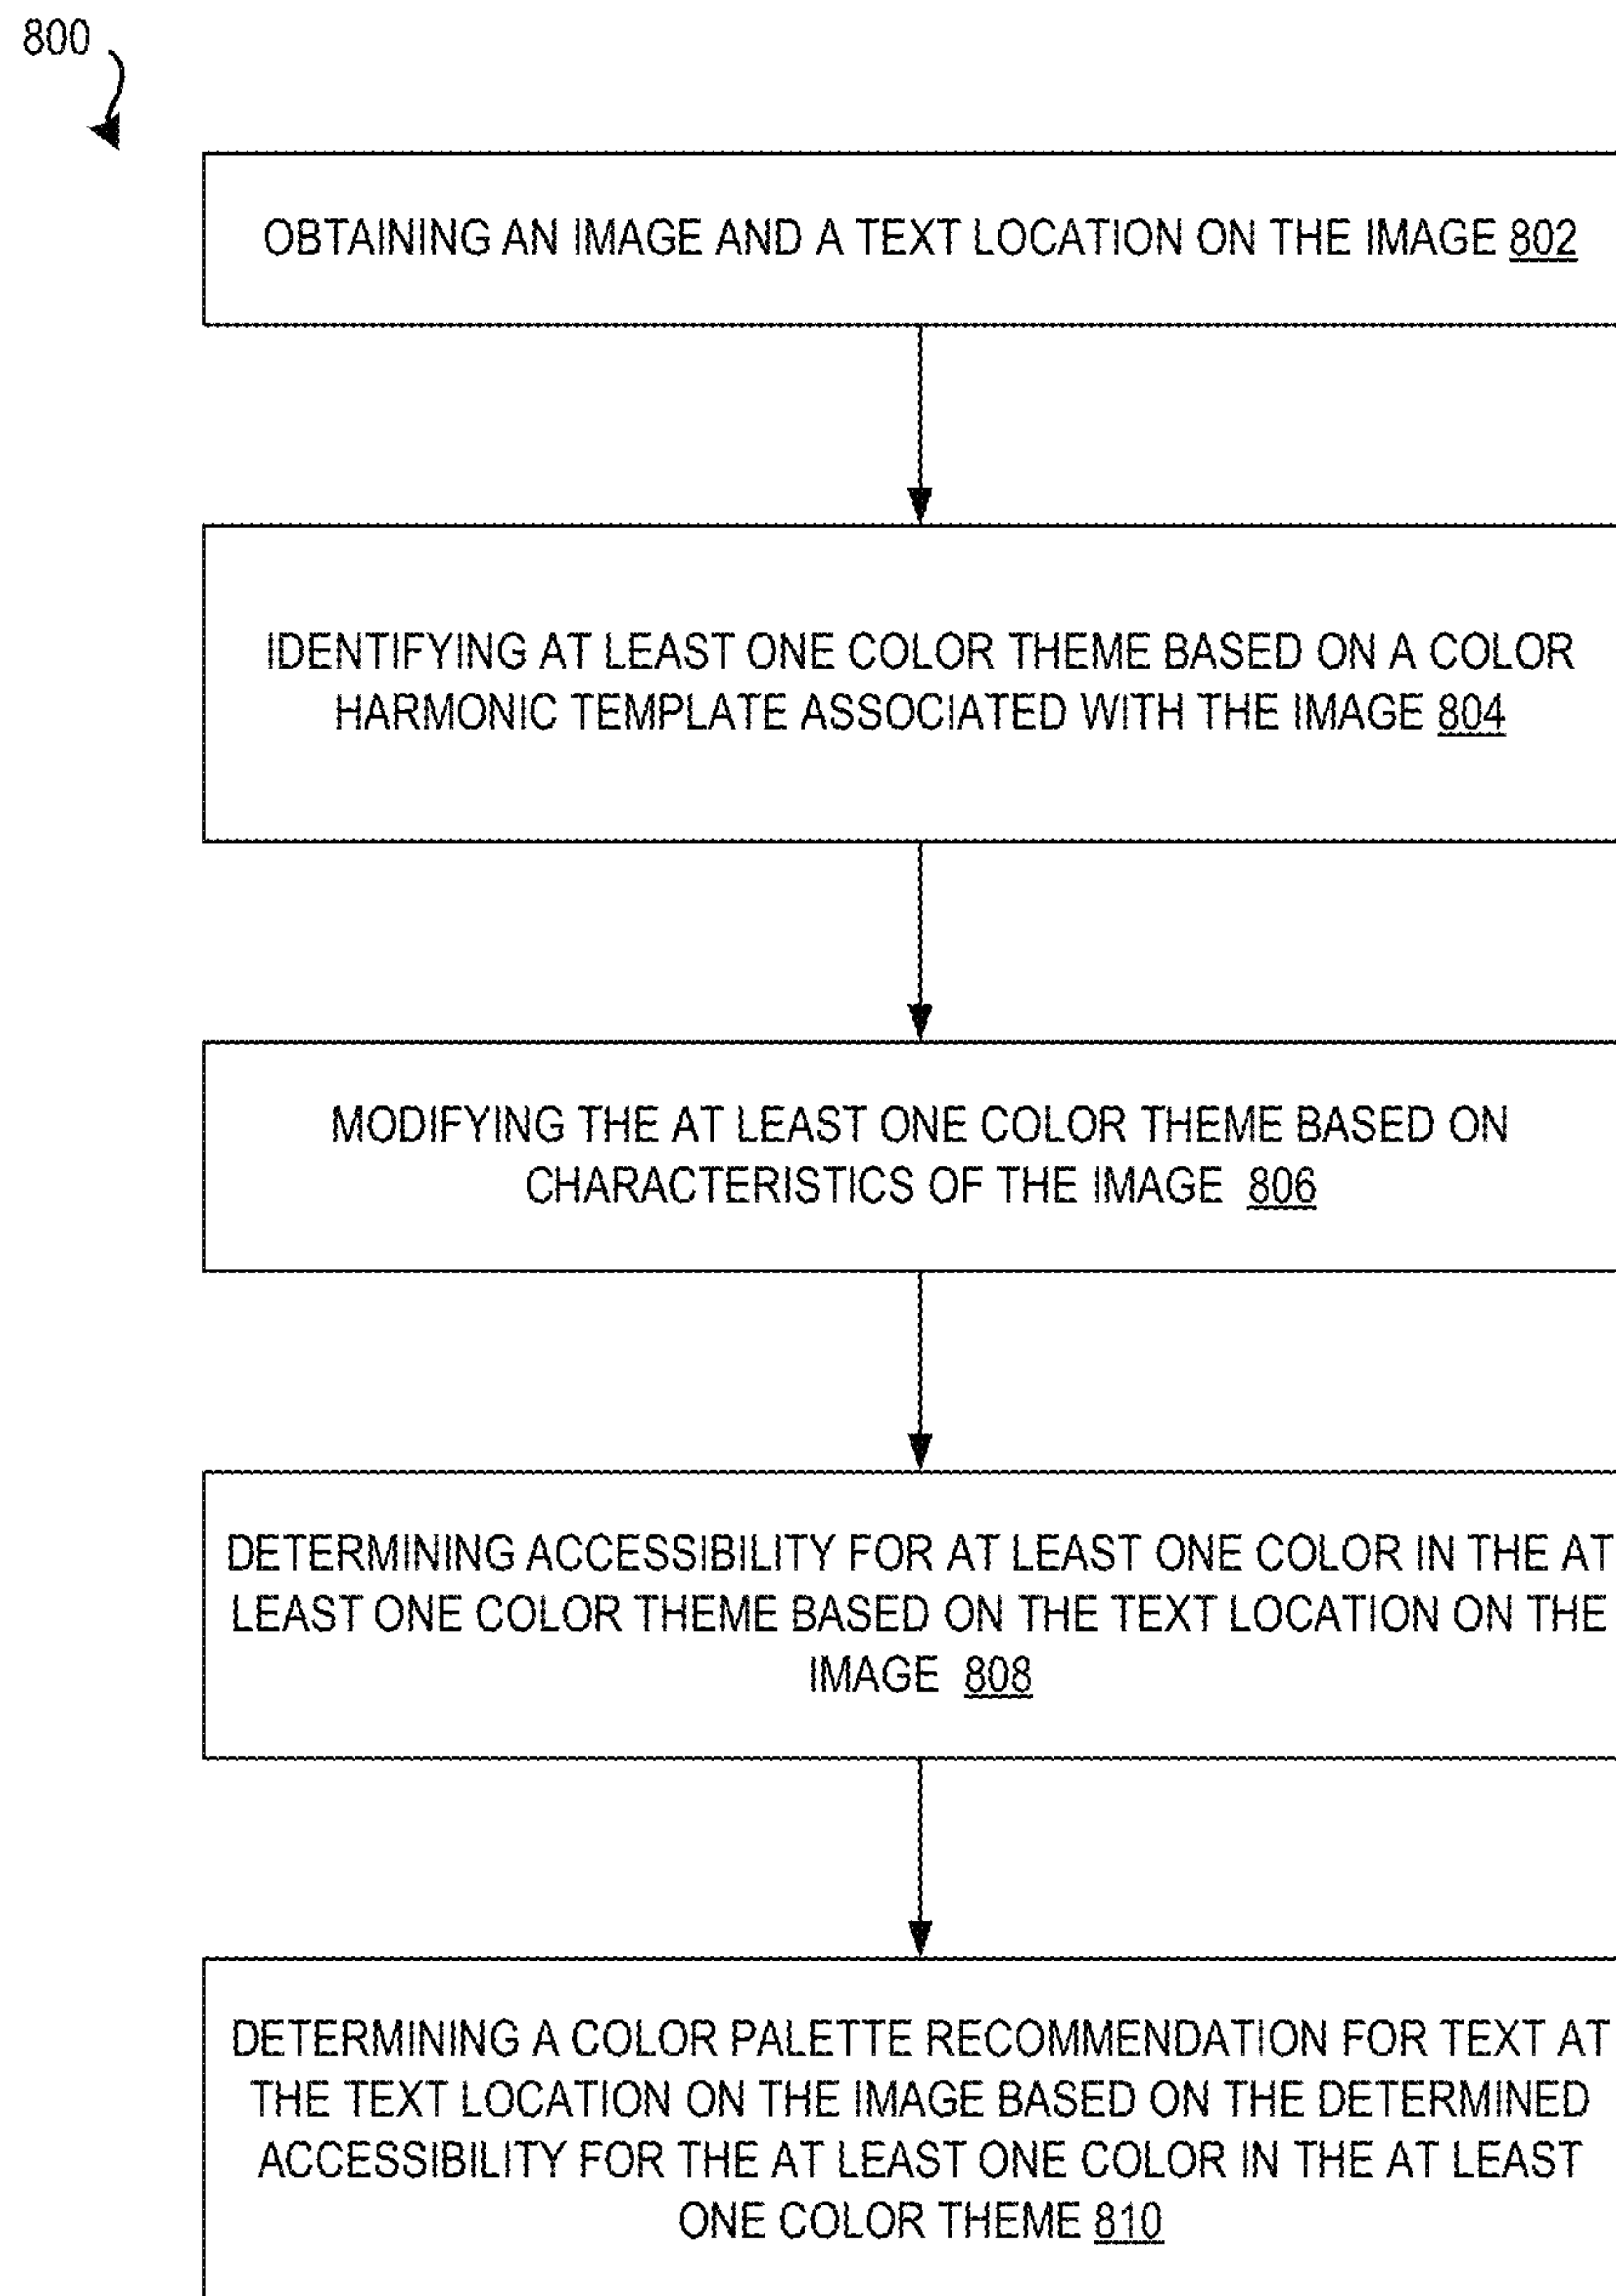 800
OBTAINING AN IMAGE AND A TEXT LOCATION ON THE IMAGE 802
IDENTIFYING AT LEAST ONE COLOR THEME BASED ON A COLOR
HARMONIC TEMPLATE ASSOCIATED WITH THE IMAGE 804
MODIFYING THE AT LEAST ONE COLOR THEME BASED ON
CHARACTERISTICS OF THE IMAGE 806
DETERMINING ACCESSIBILITY FOR AT LEAST ONE COLOR IN THE AT
LEAST ONE COLOR THEME BASED ON THE TEXT LOCATION ON THE
IMAGE 808
DETERMINING A COLOR PALETTE RECOMMENDATION FOR TEXT AT
THE TEXT LOCATION ON THE IMAGE BASED ON THE DETERMINED
ACCESSIBILITY FOR THE AT LEAST ONE COLOR IN THE AT LEAST
ONE COLOR THEME 810